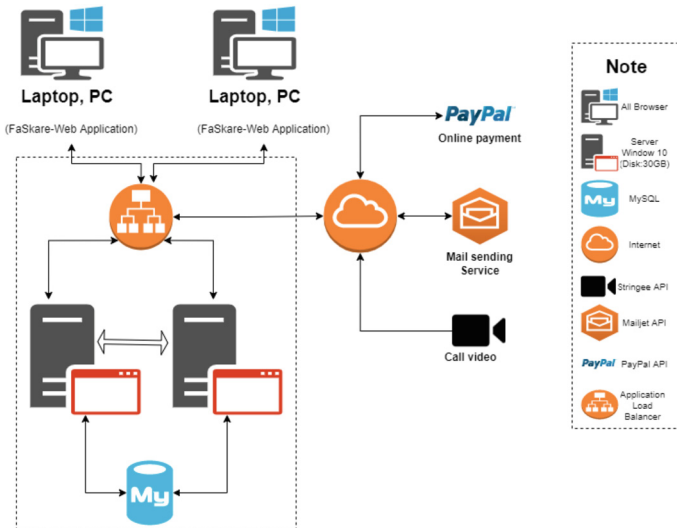 Laptop, PC
(FaSkare-Web Application)
Laptop, PC
(FaSkare-Web Application)
PayPal
Online payment
Mail sending
Service
Call video
My
Note
All Browser
Server
Window 10
(Disk:30GB)
My
MySQL
Internet
Stringee API
Mailjet API
PayPal
PayPal API
Application
Load
Balancer